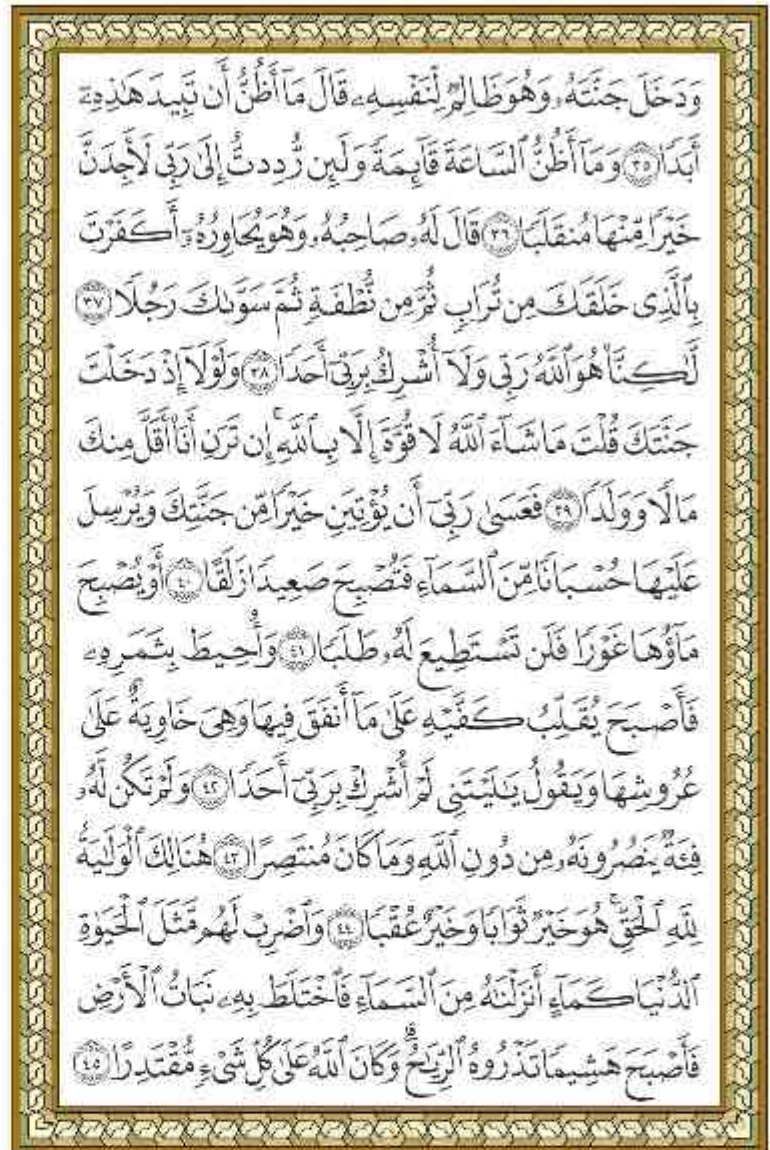 وَدَخَلَ جَنَّتَهُۥ وَهُوَ ظَالِمٌ لِّنَفْسِهِۦ قَالَ مَآ أَظُنُّ أَن تَبِيدَ هَٰذِهِۦٓ
أَبَدًا ۝٣٥ وَمَآ أَظُنُّ ٱلسَّاعَةَ قَآئِمَةً وَلَئِن رُّدِدتُّ إِلَىٰ رَبِّى لَأَجِدَنَّ
خَيْرًا مِّنْهَا مُنقَلَبًا ۝٣٦ قَالَ لَهُۥ صَاحِبُهُۥ وَهُوَ يُحَاوِرُهُۥٓ أَكَفَرْتَ
بِٱلَّذِى خَلَقَكَ مِن تُرَابٍ ثُمَّ مِن نُّطْفَةٍ ثُمَّ سَوَّىٰكَ رَجُلًا ۝٣٧
لَّٰكِنَّا۠ هُوَ ٱللَّهُ رَبِّى وَلَآ أُشْرِكُ بِرَبِّىٓ أَحَدًا ۝٣٨ وَلَوْلَآ إِذْ دَخَلْتَ
جَنَّتَكَ قُلْتَ مَا شَآءَ ٱللَّهُ لَا قُوَّةَ إِلَّا بِٱللَّهِ ۚ إِن تَرَنِ أَنَا۠ أَقَلَّ مِنكَ
مَالًا وَوَلَدًا ۝٣٩ فَعَسَىٰ رَبِّىٓ أَن يُؤْتِيَنِ خَيْرًا مِّن جَنَّتِكَ وَيُرْسِلَ
عَلَيْهَا حُسْبَانًا مِّنَ ٱلسَّمَآءِ فَتُصْبِحَ صَعِيدًا زَلَقًا ۝٤٠ أَوْ يُصْبِحَ
مَآؤُهَا غَوْرًا فَلَن تَسْتَطِيعَ لَهُۥ طَلَبًا ۝٤١ وَأُحِيطَ بِثَمَرِهِۦ
فَأَصْبَحَ يُقَلِّبُ كَفَّيْهِ عَلَىٰ مَآ أَنفَقَ فِيهَا وَهِىَ خَاوِيَةٌ عَلَىٰ
عُرُوشِهَا وَيَقُولُ يَٰلَيْتَنِى لَمْ أُشْرِكْ بِرَبِّىٓ أَحَدًا ۝٤٢ وَلَمْ تَكُن لَّهُۥ
فِئَةٌ يَنصُرُونَهُۥ مِن دُونِ ٱللَّهِ وَمَا كَانَ مُنتَصِرًا ۝٤٣ هُنَالِكَ ٱلْوَلَٰيَةُ
لِلَّهِ ٱلْحَقِّ ۚ هُوَ خَيْرٌ ثَوَابًا وَخَيْرٌ عُقْبًا ۝٤٤ وَٱضْرِبْ لَهُم مَّثَلَ ٱلْحَيَوٰةِ
ٱلدُّنْيَا كَمَآءٍ أَنزَلْنَٰهُ مِنَ ٱلسَّمَآءِ فَٱخْتَلَطَ بِهِۦ نَبَاتُ ٱلْأَرْضِ
فَأَصْبَحَ هَشِيمًا تَذْرُوهُ ٱلرِّيَٰحُ ۗ وَكَانَ ٱللَّهُ عَلَىٰ كُلِّ شَىْءٍ مُّقْتَدِرًا ۝٤٥